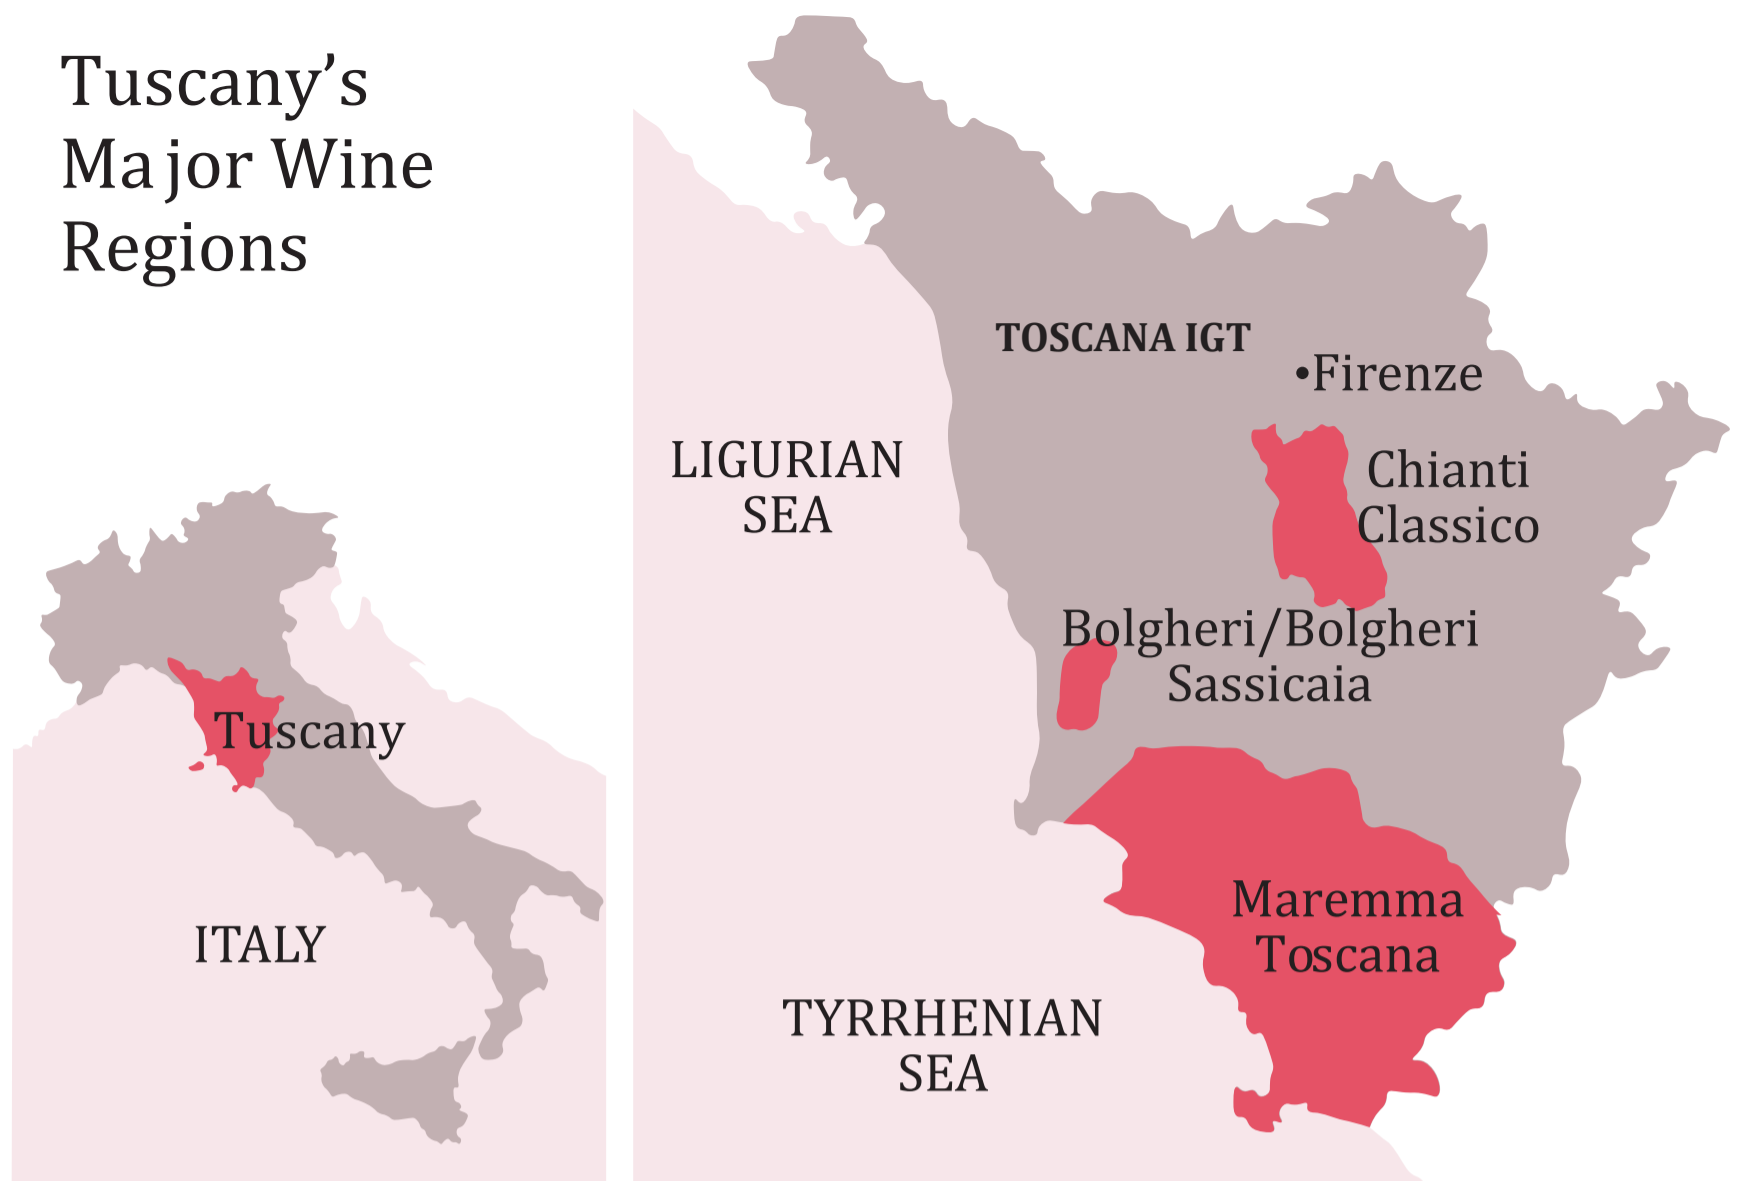 Tuscany’s
Major Wine
Regions
TOSCANA IGT
•Firenze
LIGURIAN
SEA
Chianti
Classico
Bolgheri/Bolgheri
Sassicaia
Tuscany
Maremma
Toscana
ITALY
TYRRHENIAN
SEA